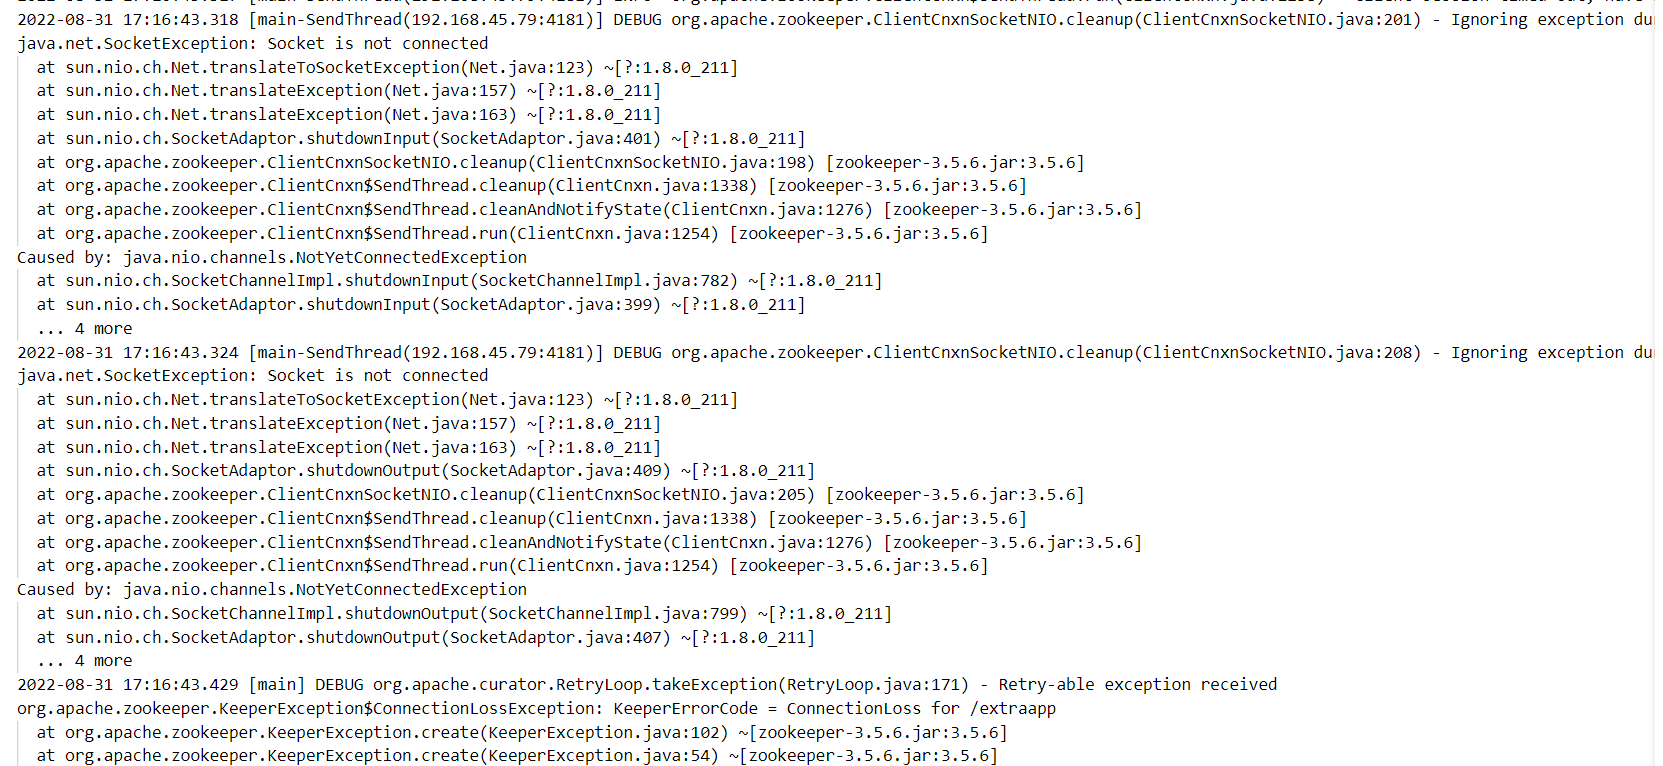 2022-08-31 17:16:43.318 [main-SendThread(192.168.45.79:4181)] DEBUG org.apache.zookeeper.ClientCnxnSocketNIO.cleanup(ClientCnxnSocketNIO.java:201) - Ignoring exception du
java.net.SocketException: Socket is not connected
at sun.nio.ch.Net.translateToSocketException(Net.java:123) ~[?:1.8.0_211]
at sun.nio.ch.Net.translateException(Net.java:157) ~[?:1.8.0_211]
at sun.nio.ch.Net.translateException(Net.java:163) ~[?:1.8.0_211]
at sun.nio.ch.SocketAdaptor.shutdownInput(SocketAdaptor.java:401) ~[?:1.8.0_211]
at org.apache.zookeeper.ClientCnxnSocketNIO.cleanup(ClientCnxnSocketNIO.java:198) [zookeeper-3.5.6.jar:3.5.6]
at org.apache.zookeeper.ClientCnxn$SendThread.cleanup(ClientCnxn.java:1338) [zookeeper-3.5.6.jar:3.5.6]
at org.apache.zookeeper.ClientCnxn$SendThread.cleanAndNotifyState(ClientCnxn.java:1276) [zookeeper-3.5.6.jar:3.5.6]
at org.apache.zookeeper.ClientCnxn$SendThread.run(ClientCnxn.java:1254) [zookeeper-3.5.6.jar:3.5.6]
Caused by: java.nio.channels.NotYetConnectedException
at sun.nio.ch.SocketChannelImpl.shutdownInput(SocketChannelImpl.java:782) ~[?:1.8.0_211]
at sun.nio.ch.SocketAdaptor.shutdownInput(SocketAdaptor.java:399) ~[?:1.8.0_211]
... 4 more
2022-08-31 17:16:43.324 [main-SendThread(192.168.45.79:4181)] DEBUG org.apache.zookeeper.ClientCnxnSocketNIO.cleanup(ClientCnxnSocketNIO.java:208) - Ignoring exception du
java.net.SocketException: Socket is not connected
at sun.nio.ch.Net.translateToSocketException(Net.java:123) ~[?:1.8.0_211]
at sun.nio.ch.Net.translateException(Net.java:157) ~[?:1.8.0_211]
at sun.nio.ch.Net.translateException(Net.java:163) ~[?:1.8.0_211]
at sun.nio.ch.SocketAdaptor.shutdownOutput(SocketAdaptor.java:409) ~[?:1.8.0_211]
at org.apache.zookeeper.ClientCnxnSocketNIO.cleanup(ClientCnxnSocketNIO.java:205) [zookeeper-3.5.6.jar:3.5.6]
at org.apache.zookeeper.ClientCnxn$SendThread.cleanup(ClientCnxn.java:1338) [zookeeper-3.5.6.jar:3.5.6]
at org.apache.zookeeper.ClientCnxn$SendThread.cleanAndNotifyState(ClientCnxn.java:1276) [zookeeper-3.5.6.jar:3.5.6]
at org.apache.zookeeper.ClientCnxn$SendThread.run(ClientCnxn.java:1254) [zookeeper-3.5.6.jar:3.5.6]
Caused by: java.nio.channels.NotYetConnectedException
at sun.nio.ch.SocketChannelImpl.shutdownOutput(SocketChannelImpl.java:799) ~[?:1.8.0_211]
at sun.nio.ch.SocketAdaptor.shutdownOutput(SocketAdaptor.java:407) ~[?:1.8.0_211]
... 4 more
2022-08-31 17:16:43.429 [main] DEBUG org.apache.curator.RetryLoop.takeException(RetryLoop.java:171) - Retry-able exception received
org.apache.zookeeper.KeeperException$ConnectionLossException: KeeperErrorCode = ConnectionLoss for /extraapp
at org.apache.zookeeper.KeeperException.create(KeeperException.java:102) ~[zookeeper-3.5.6.jar:3.5.6]
at org.apache.zookeeper.KeeperException.create(KeeperException.java:54) ~[zookeeper-3.5.6.jar:3.5.6]